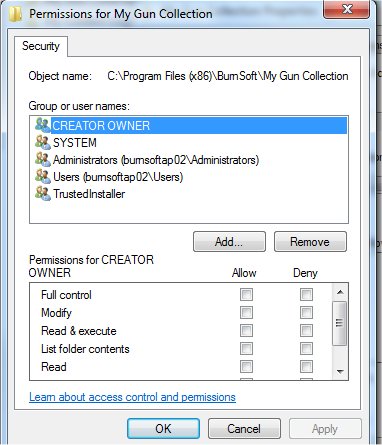 Permissions for My Gun Collection
Security
Object name: C:\Program Files (x86)\BurnSoft\My Gun Collection
Group or user names:
CREATOR OWNER
SYSTEM
Administrators (burnsoftap02\Administrators)
Users (burnsoftap02\Users)
TrustedInstaller
Add... Remove
Permissions for CREATOR
OWNER Allow Deny
Full control
Modify
Read & execute
List folder contents
Read
Learn about access control and permissions
OK Cancel Apply